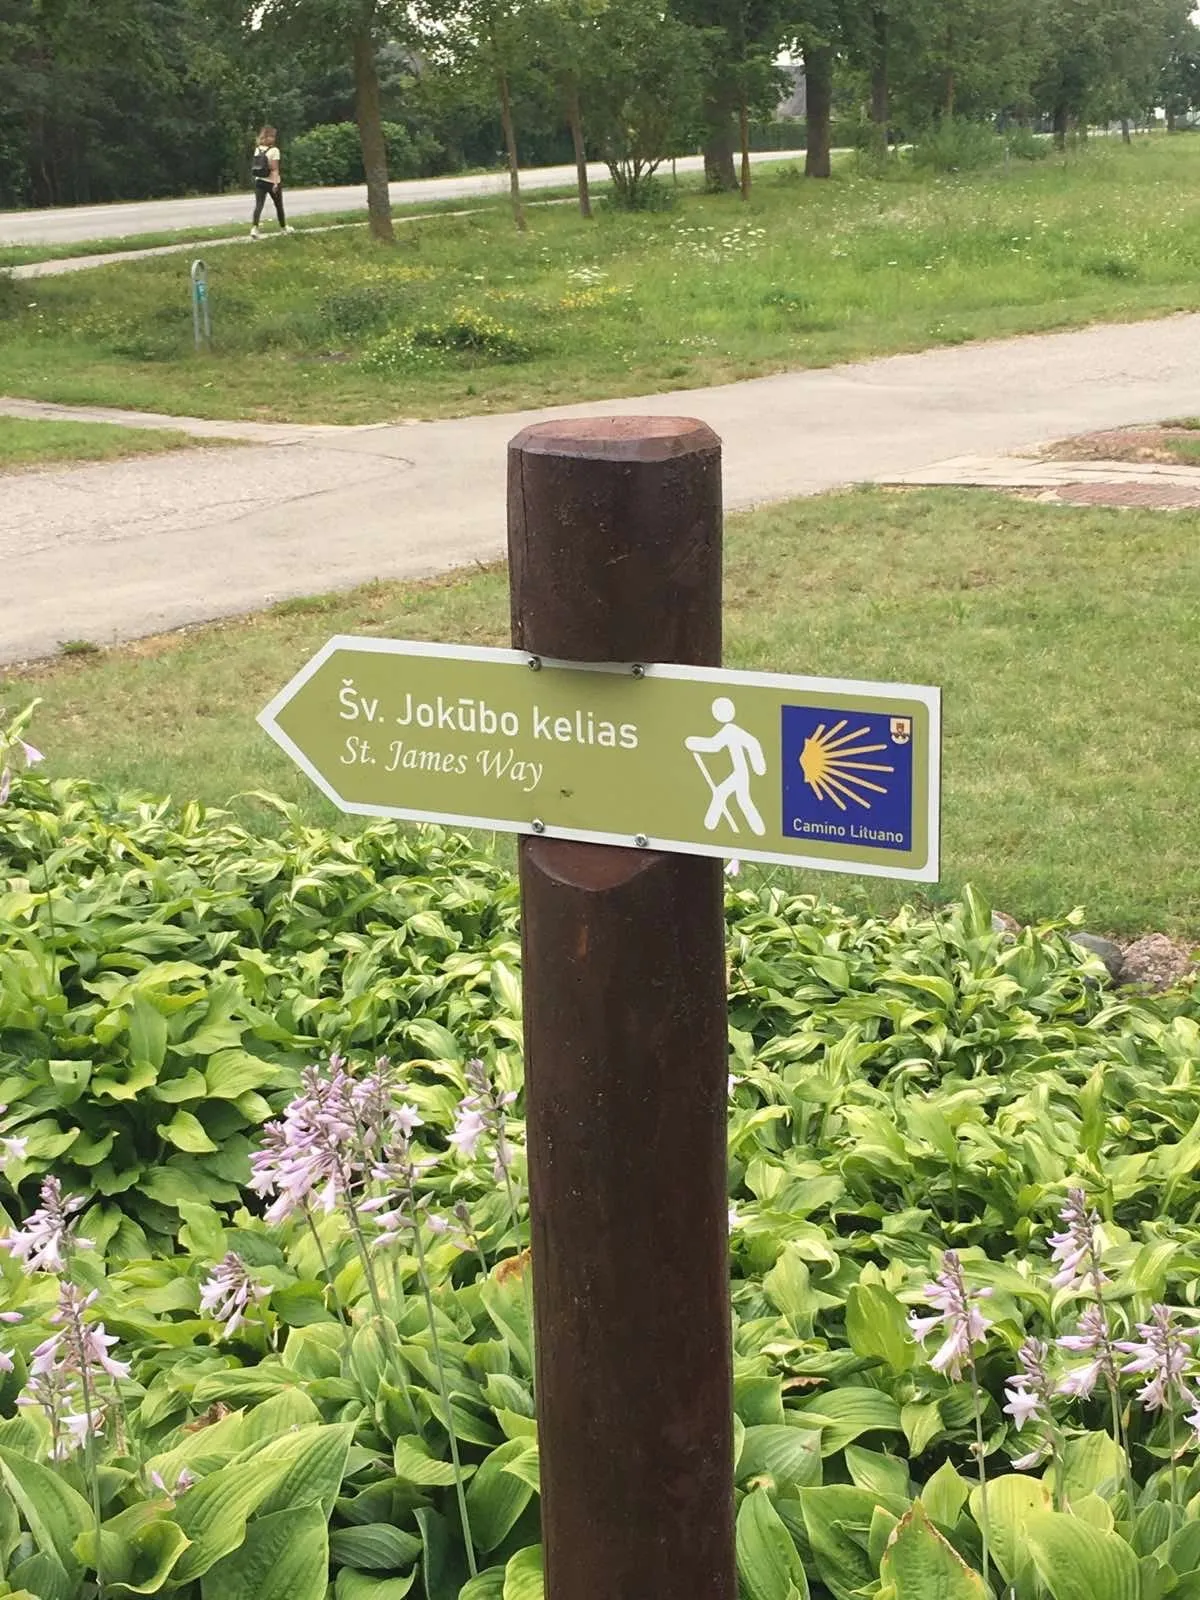 Šv. Jokūbo kelias
St. James Way
Camino Lituano